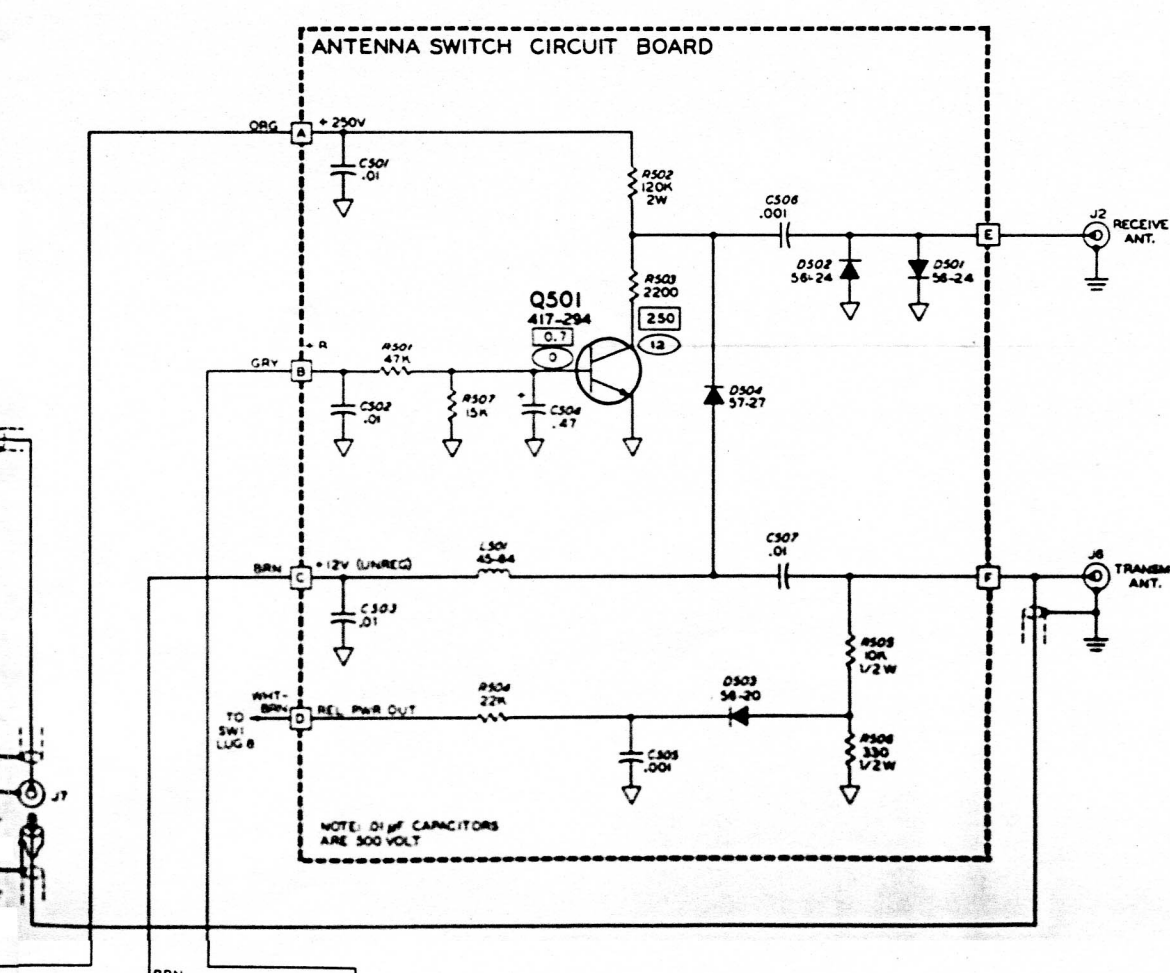 ANTENNA SWITCH CIRCUIT BOARD
ORG
A
+ 250V
C501
.01
R502
120K
2W
C506
.001
E
J2
RECEIVE
ANT.
D502
56-24
D501
56-24
R503
2200
Q501
417-294
0.7
0
250
12
GRY
B
+ R
R501
47K
C502
.01
R507
15K
+
C504
.47
D504
57-27
BRN
C
+12V (UNREG)
L501
45-84
C507
.01
F
J6
TRANSM
ANT.
C503
.01
R505
10K
1/2W
WHT-
BRN
TO
SW1
LUG 8
D
REL PWR OUT
R504
22K
D503
56-20
C505
.001
R506
330
1/2W
J7
NOTE: .01 µF CAPACITORS
ARE 500 VOLT
BRN